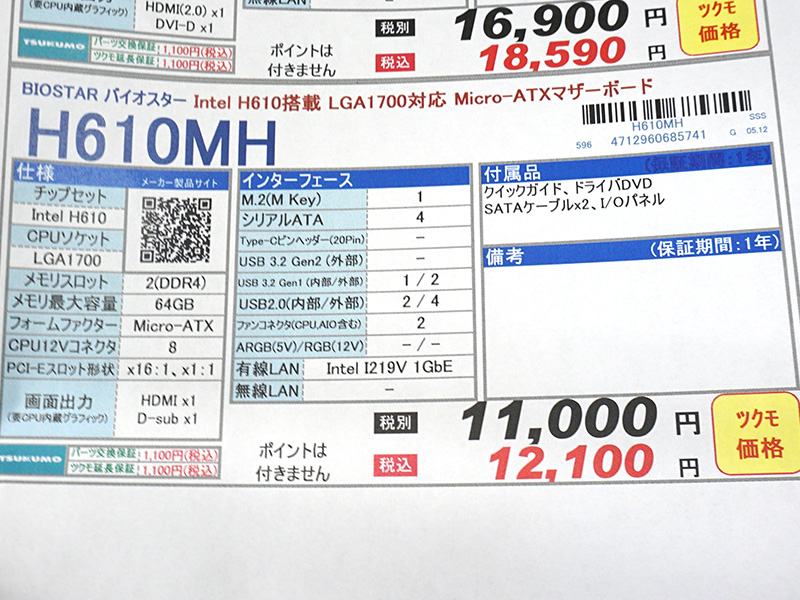 (要CPU内蔵グラフィック)
HDMI(2.0) x1
DVI-D x1
無線LAN
TSUKUMO
パーツ交換保証 1,100円(税込)
ツクモ延長保証 1,100円(税込)
ポイントは
付きません
税別 16,900 円
税込 18,590 円
ツクモ
価格
BIOSTAR バイオスター Intel H610搭載 LGA1700対応 Micro-ATXマザーボード
H610MH
H610MH
SSS
596 4712960685741 G 05.12
仕様 メーカー製品サイト
チップセット
Intel H610
CPUソケット
LGA1700
メモリスロット 2(DDR4)
メモリ最大容量 64GB
フォームファクター Micro-ATX
CPU12Vコネクタ 8
PCI-Eスロット形状 x16:1、x1:1
画面出力
(要CPU内蔵グラフィック)
HDMI x1
D-sub x1
インターフェース
M.2(M Key) 1
シリアルATA 4
Type-Cピンヘッダー(20Pin) −
USB 3.2 Gen2 (外部) −
USB 3.2 Gen1 (内部/外部) 1 / 2
USB2.0(内部/外部) 2 / 4
ファンコネクタ(CPU,AIO含む) 2
ARGB(5V)/RGB(12V) −/−
有線LAN Intel I219V 1GbE
無線LAN −
付属品 (保証期間:1年)
クイックガイド、ドライバDVD
SATAケーブルx2、I/Oパネル
備考 (保証期間:1年)
TSUKUMO
パーツ交換保証 1,100円(税込)
ツクモ延長保証 1,100円(税込)
ポイントは
付きません
税別 11,000 円
税込 12,100 円
ツクモ
価格